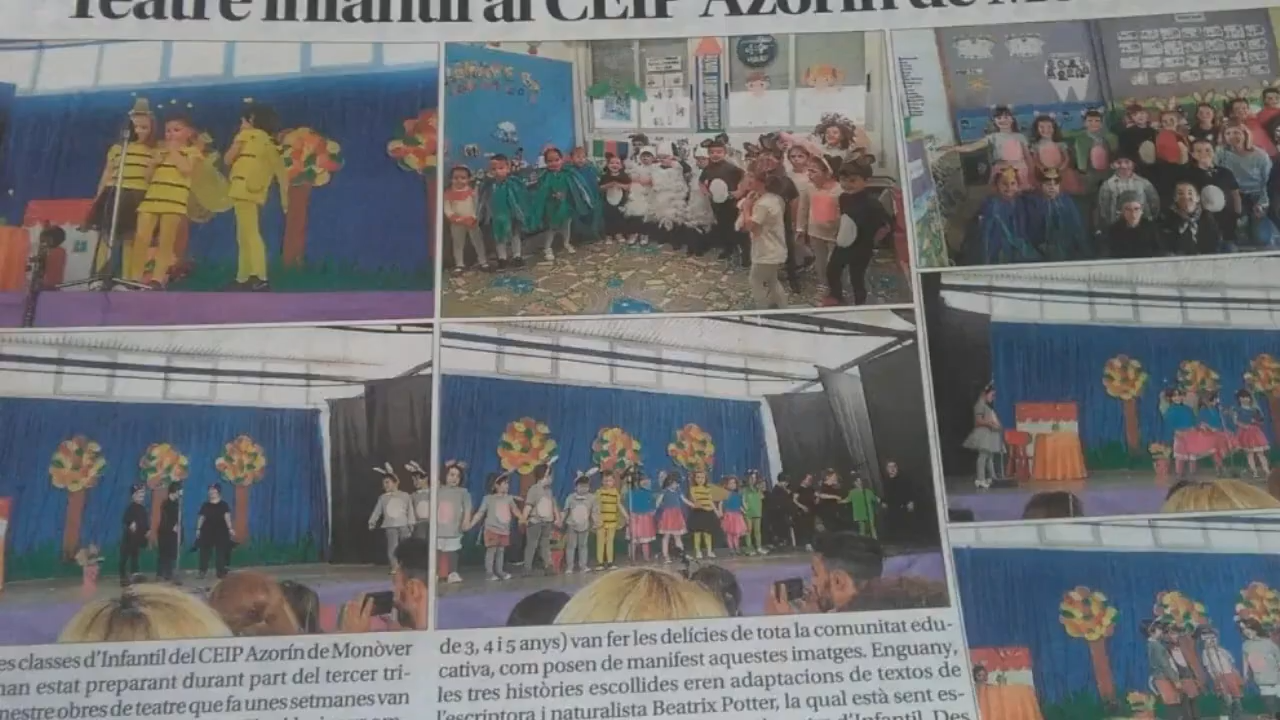 Teatre infantil al CEIP Azorín de
es classes d'Infantil del CEIP Azorín de Monòver
han estat preparant durant part del tercer tri-
mestre obres de teatre que fa unes setmanes van
de 3, 4 i 5 anys) van fer les delícies de tota la comunitat edu-
cativa, com posen de manifest aquestes imatges. Enguany,
les tres històries escollides eren adaptacions de textos de
l'escriptora i naturalista Beatrix Potter, la qual està sent es-
d'Infantil. Des